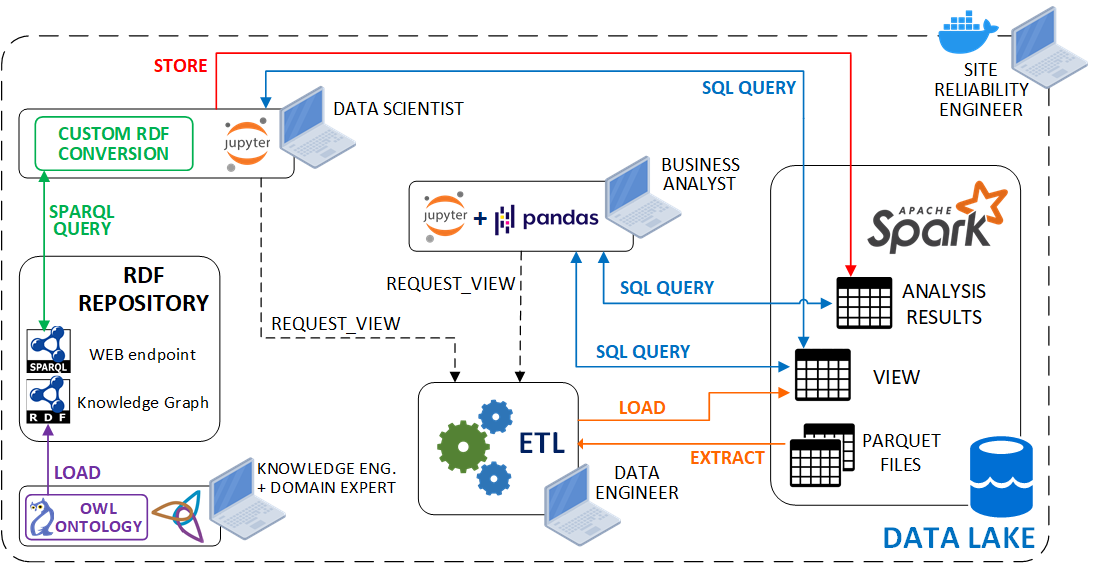 STORE
SQL QUERY
SITE
RELIABILITY
ENGINEER
DATA SCIENTIST
CUSTOM RDF
CONVERSION
jupyter
SPARQL
QUERY
BUSINESS
ANALYST
jupyter
+
pandas
APACHE
Spark
REQUEST_VIEW
RDF
REPOSITORY
SQL QUERY
ANALYSIS
RESULTS
REQUEST_VIEW
WEB endpoint
SPARQL
SQL QUERY
VIEW
Knowledge Graph
RDF
LOAD
ETL
EXTRACT
PARQUET
FILES
LOAD
KNOWLEDGE ENG.
+ DOMAIN EXPERT
DATA
ENGINEER
OWL
ONTOLOGY
DATA LAKE